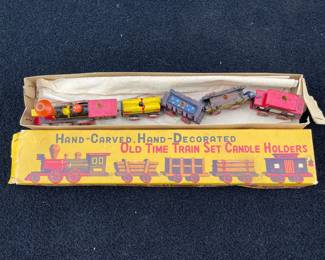 Hand-Carved, Hand-Decorated
Old Time Train Set Candle Holders